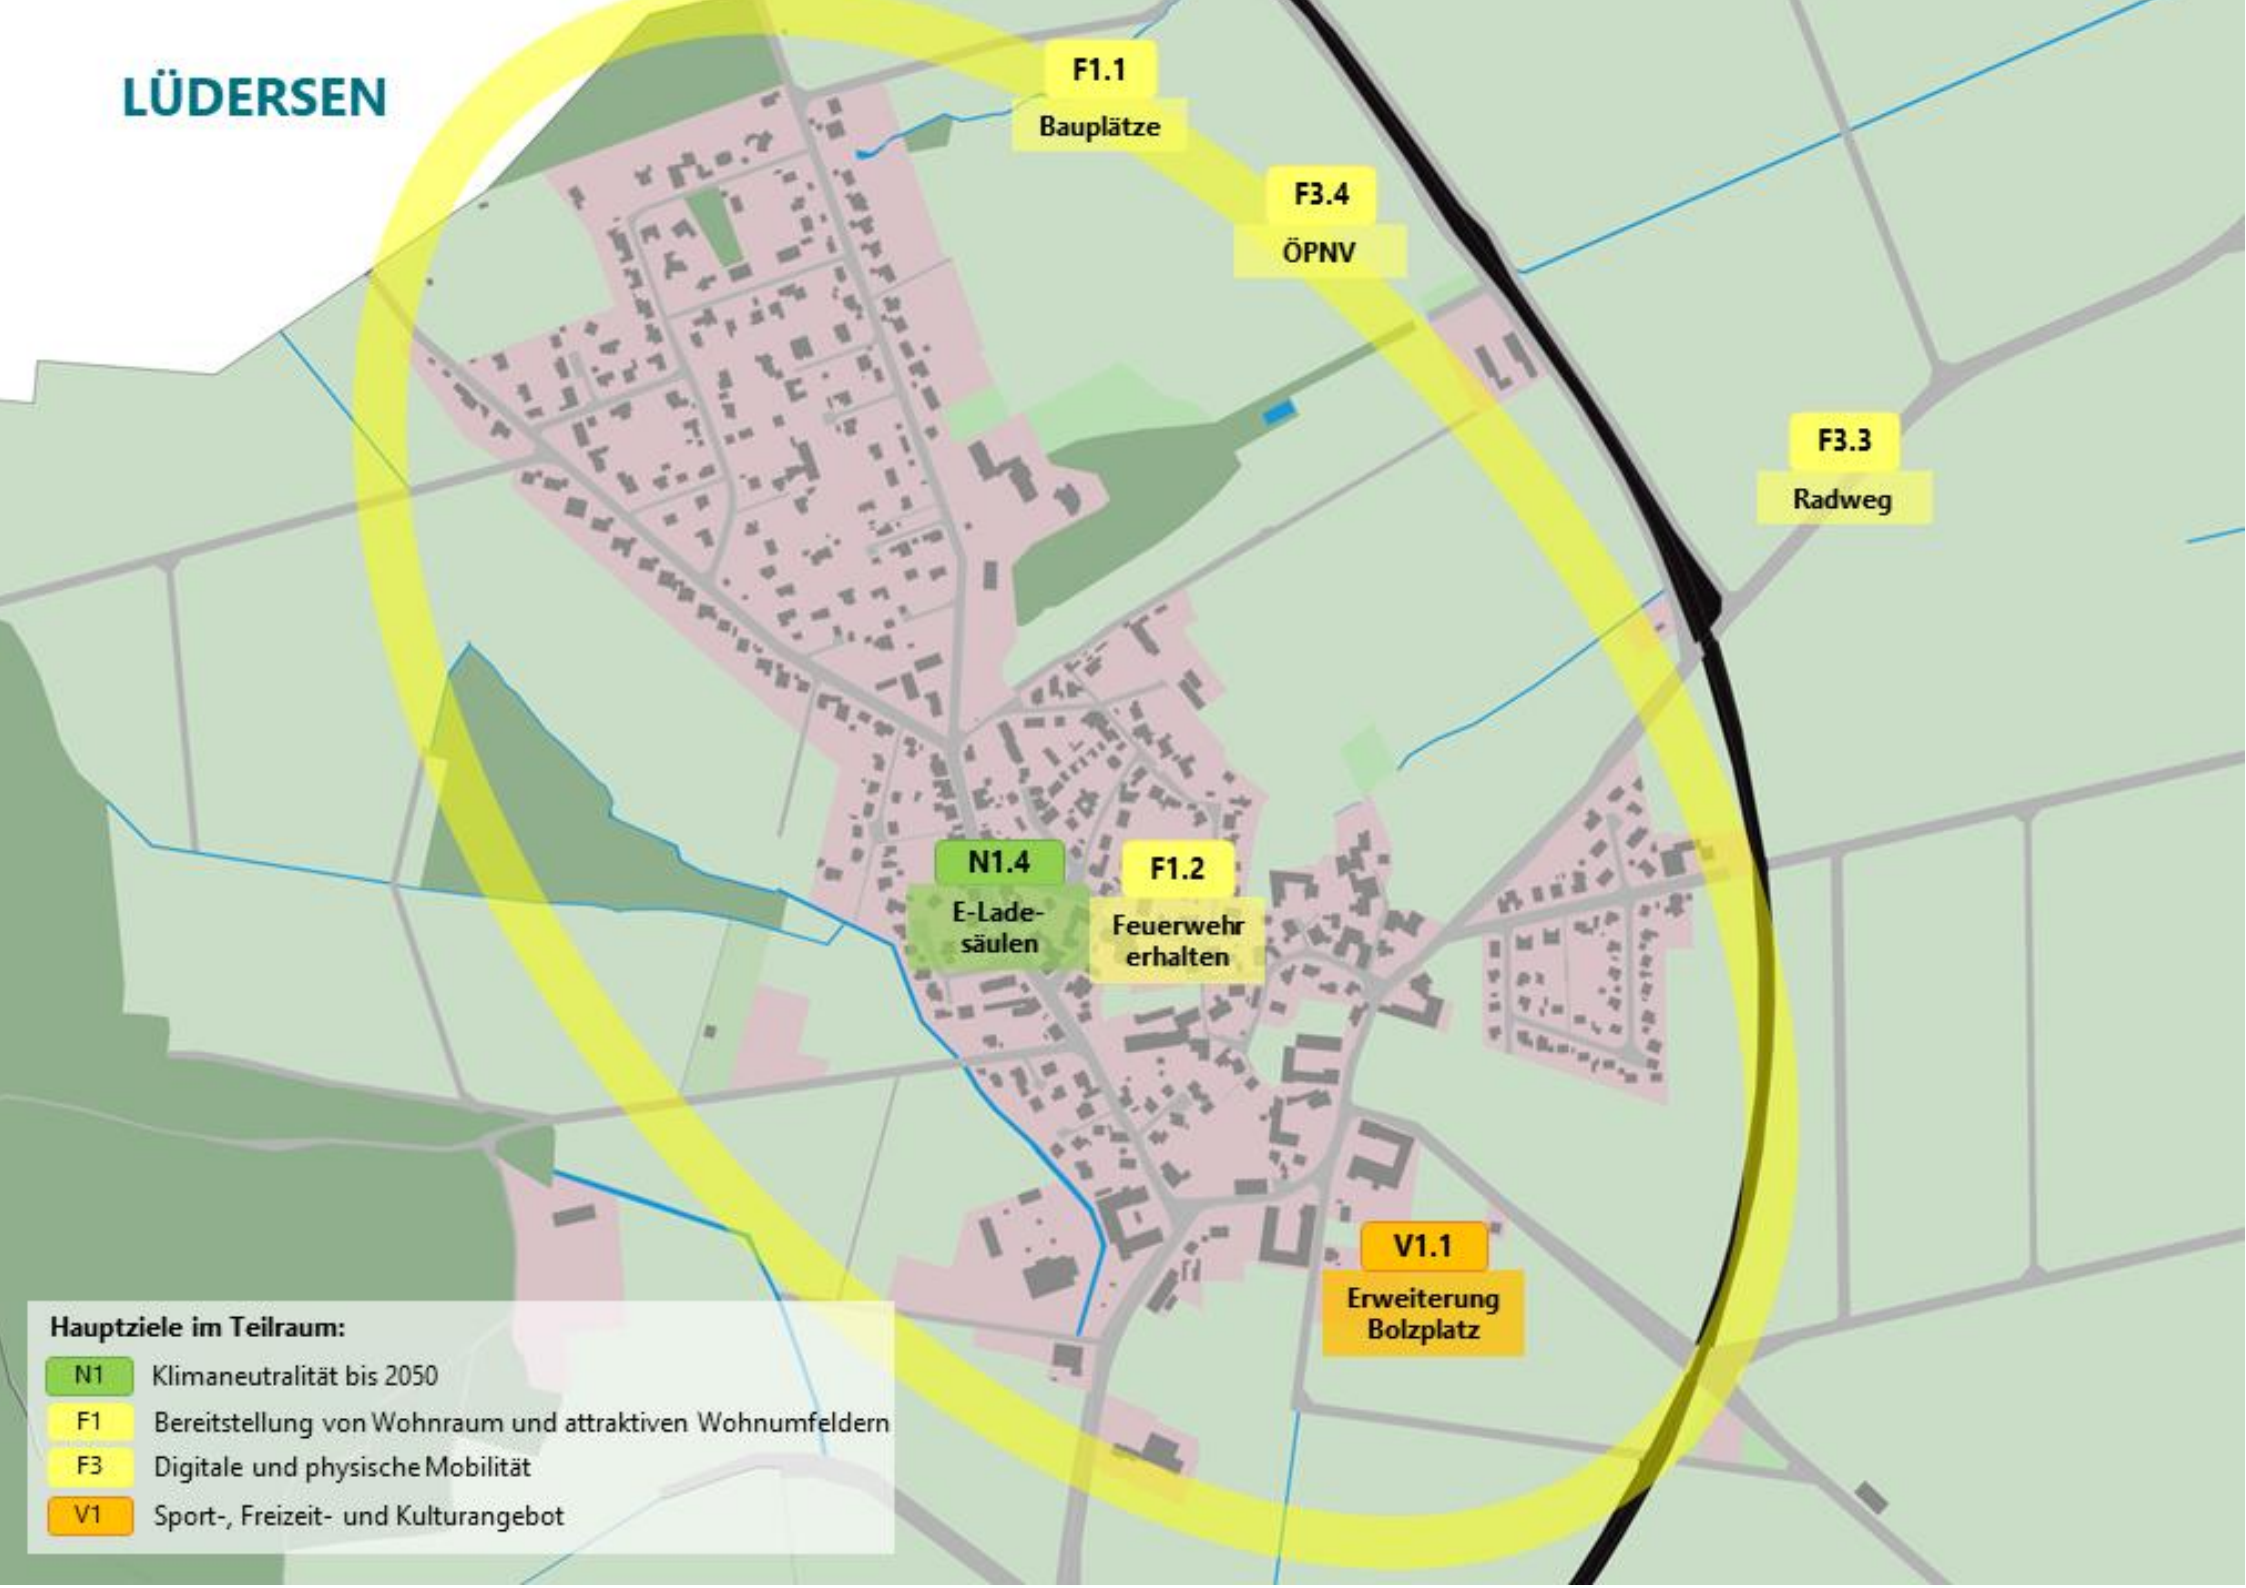 LÜDERSEN
F1.1
Bauplätze
F3.4
ÖPNV
F3.3
Radweg
N1.4
E-Lade-
säulen
F1.2
Feuerwehr
erhalten
V1.1
Erweiterung
Bolzplatz
Hauptziele im Teilraum:
N1 Klimaneutralität bis 2050
F1 Bereitstellung von Wohnraum und attraktiven Wohnumfeldern
F3 Digitale und physische Mobilität
V1 Sport-, Freizeit- und Kulturangebot